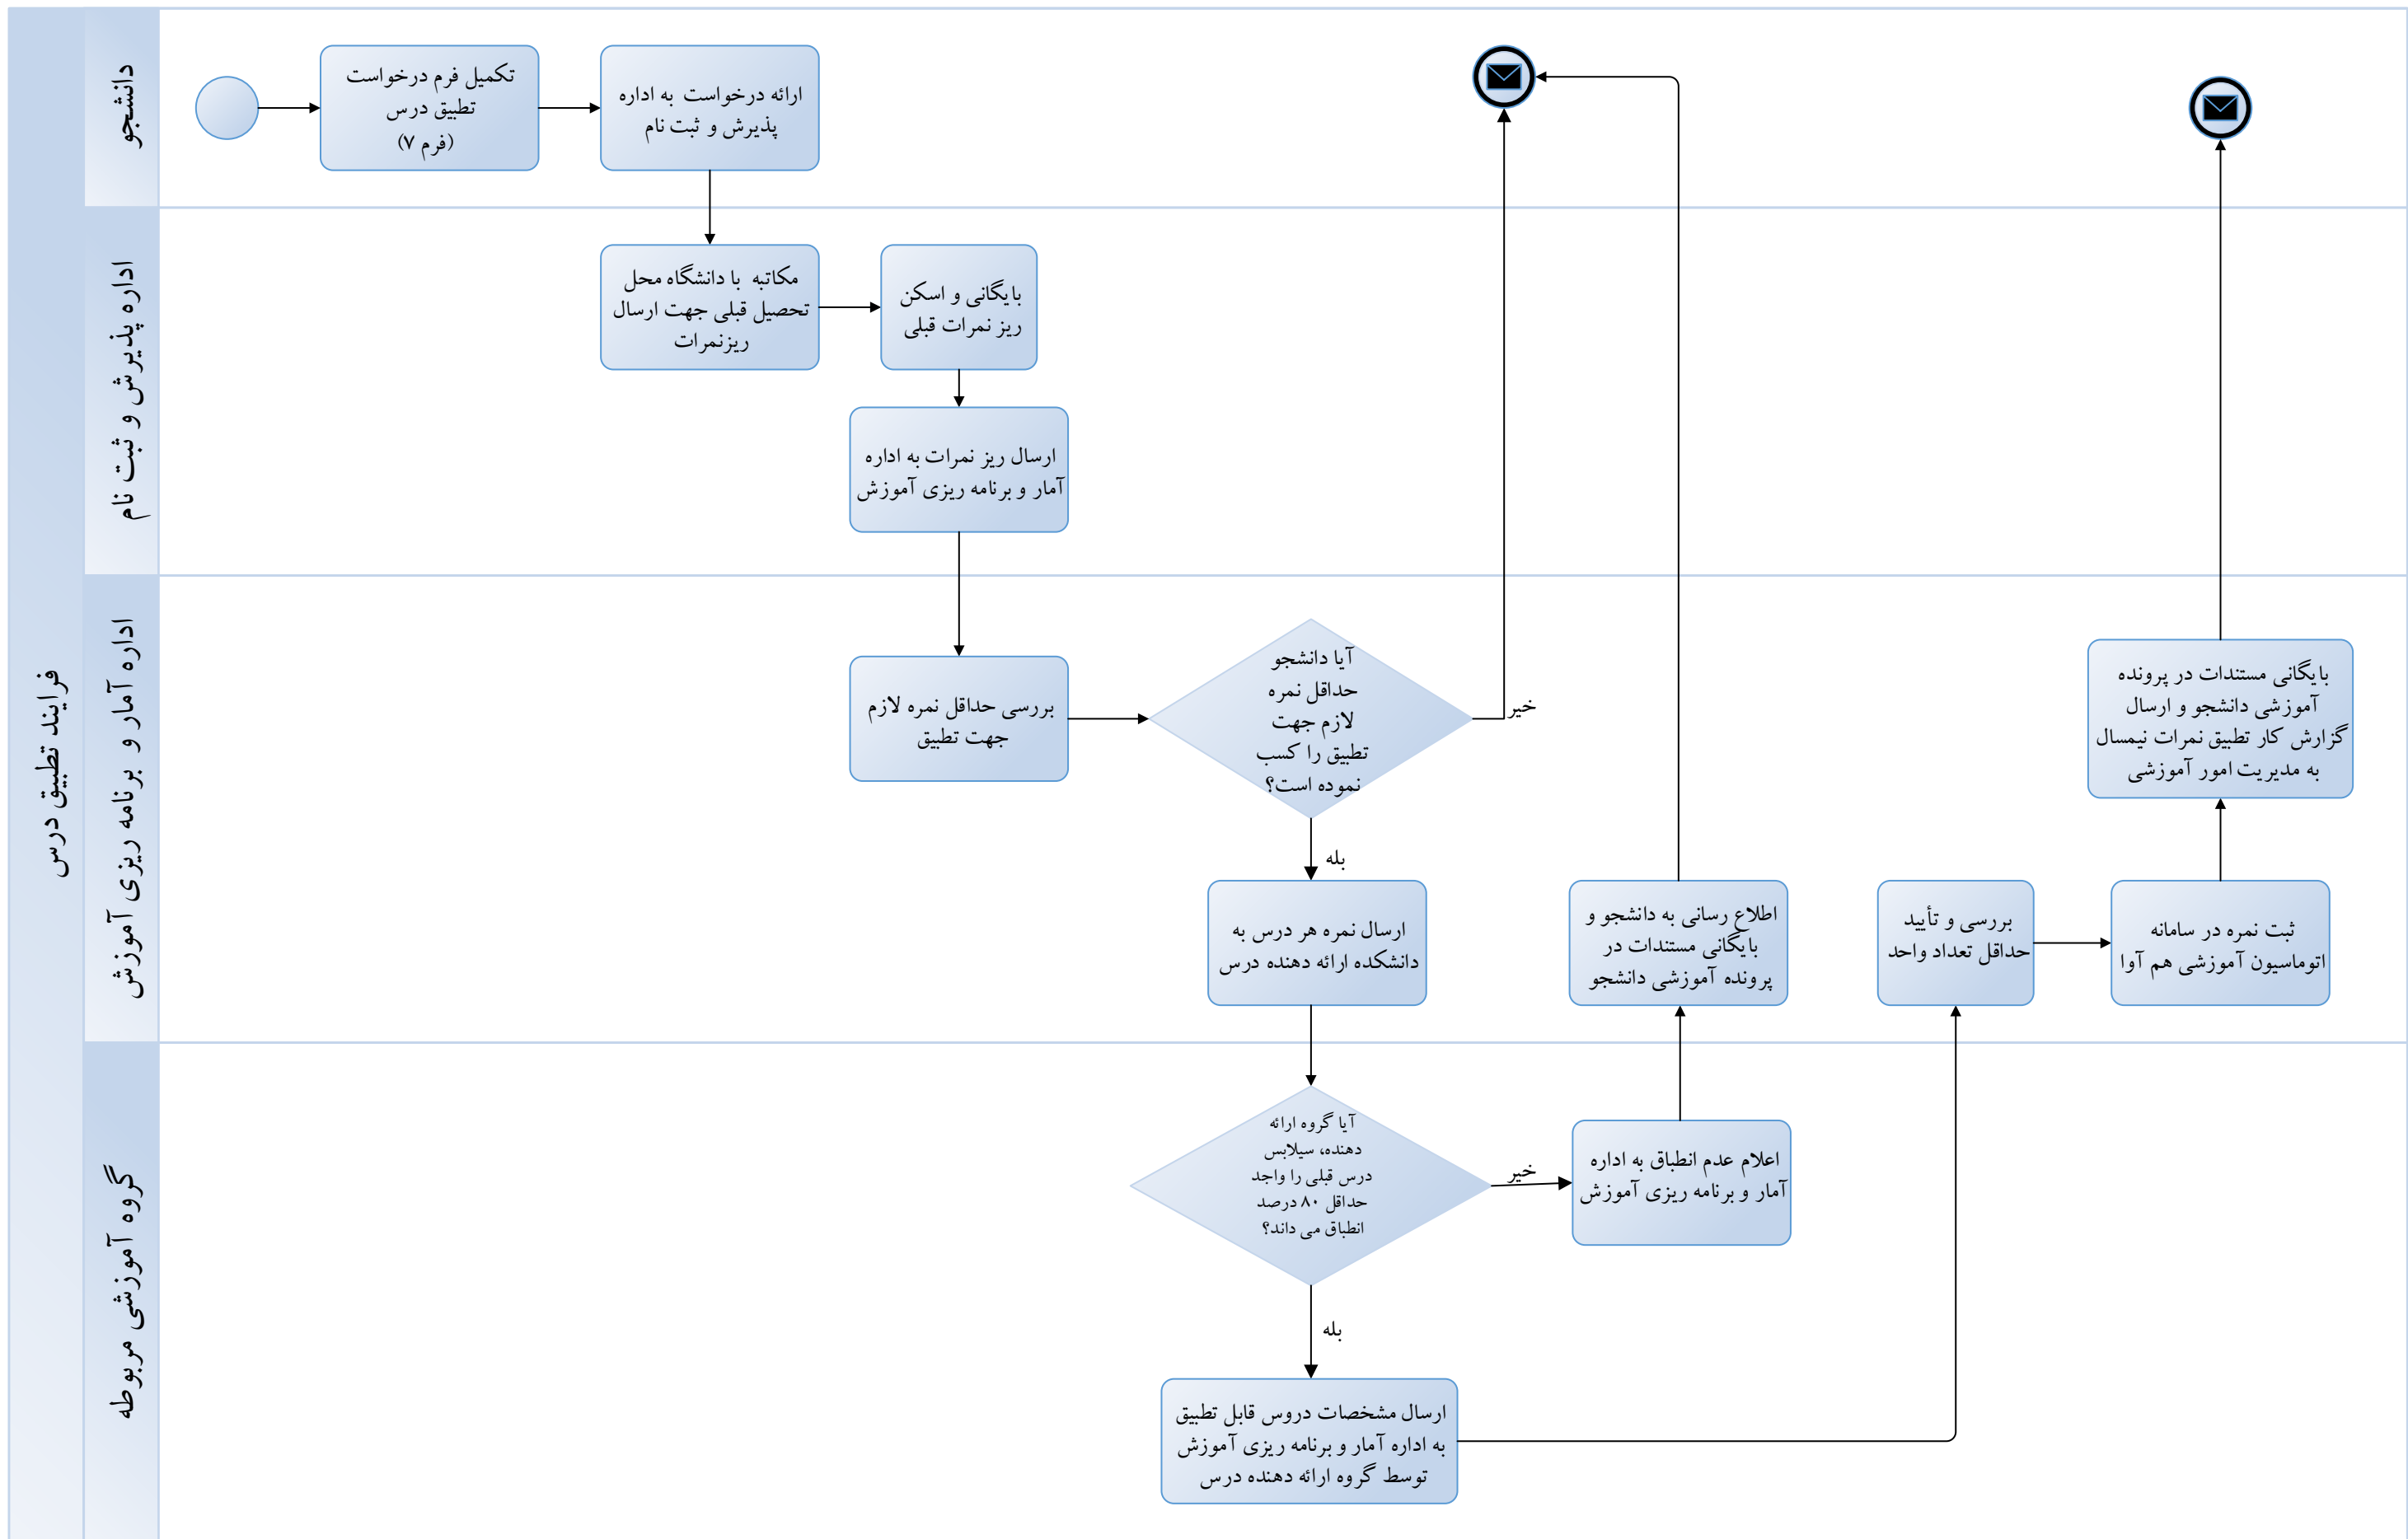 فرایند تطبیق درس
دانشجو
تکمیل فرم درخواست
تطبیق درس
(فرم ۷)
ارائه درخواست به اداره
پذیرش و ثبت نام
اداره پذیرش و ثبت نام
مکاتبه با دانشگاه محل
تحصیل قبلی جهت ارسال
ریزنمرات
بایگانی و اسکن
ریز نمرات قبلی
ارسال ریز نمرات به اداره
آمار و برنامه ریزی آموزش
اداره آمار و برنامه ریزی آموزش
بررسی حداقل نمره لازم
جهت تطبیق
آیا دانشجو
حداقل نمره
لازم جهت
تطبیق را کسب
نموده است؟
خیر
بله
ارسال نمره هر درس به
دانشکده ارائه دهنده درس
اطلاع رسانی به دانشجو و
بایگانی مستندات در
پرونده آموزشی دانشجو
بررسی و تأیید
حداقل تعداد واحد
ثبت نمره در سامانه
اتوماسیون آموزشی هم آوا
بایگانی مستندات در پرونده
آموزشی دانشجو و ارسال
گزارش کار تطبیق نمرات نیمسال
به مدیریت امور آموزشی
گروه آموزشی مربوطه
آیا گروه ارائه
دهنده، سیلابس
درس قبلی را واجد
حداقل ۸۰ درصد
انطباق می داند؟
خیر
اعلام عدم انطباق به اداره
آمار و برنامه ریزی آموزش
بله
ارسال مشخصات دروس قابل تطبیق
به اداره آمار و برنامه ریزی آموزش
توسط گروه ارائه دهنده درس